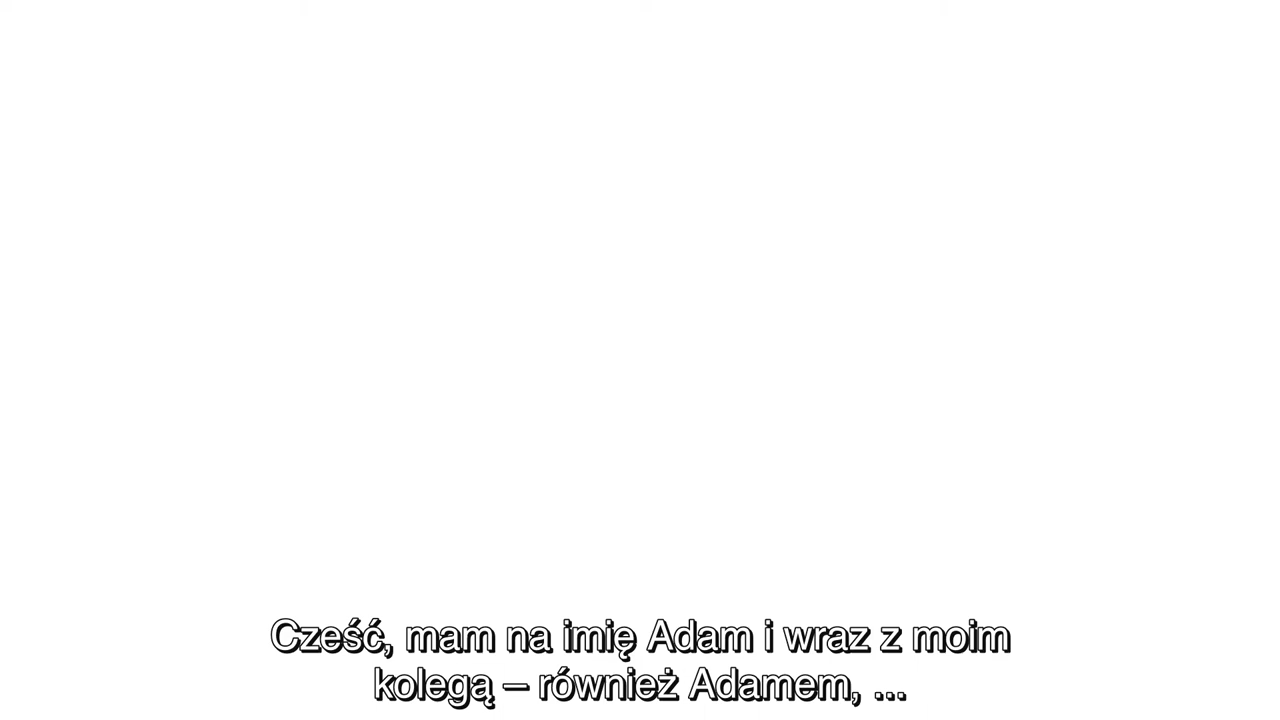 Cześć, mam na imię Adam i wraz z moim
kolegą – również Adamem, ...